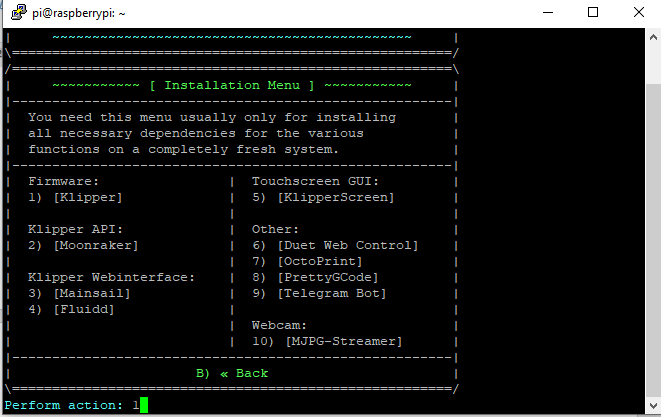 pi@raspberrypi: ~
|     ~~~~~~~~~~~~~~~~~~~~~~~~~~~~~~~~~~~~~~~~~~~~~     |
\=======================================================/
/=======================================================\
|     ~~~~~~~~~~~ [ Installation Menu ] ~~~~~~~~~~~     |
|-------------------------------------------------------|
|  You need this menu usually only for installing       |
|  all necessary dependencies for the various           |
|  functions on a completely fresh system.              |
|-------------------------------------------------------|
|  Firmware:                |  Touchscreen GUI:         |
|  1) [Klipper]             |  5) [KlipperScreen]       |
|                           |                           |
|  Klipper API:             |  Other:                   |
|  2) [Moonraker]           |  6) [Duet Web Control]    |
|                           |  7) [OctoPrint]           |
|  Klipper Webinterface:    |  8) [PrettyGCode]         |
|  3) [Mainsail]            |  9) [Telegram Bot]        |
|  4) [Fluidd]              |                           |
|                           |  Webcam:                  |
|                           |  10) [MJPG-Streamer]      |
|-------------------------------------------------------|
|                       B) « Back                       |
\=======================================================/
Perform action: 1